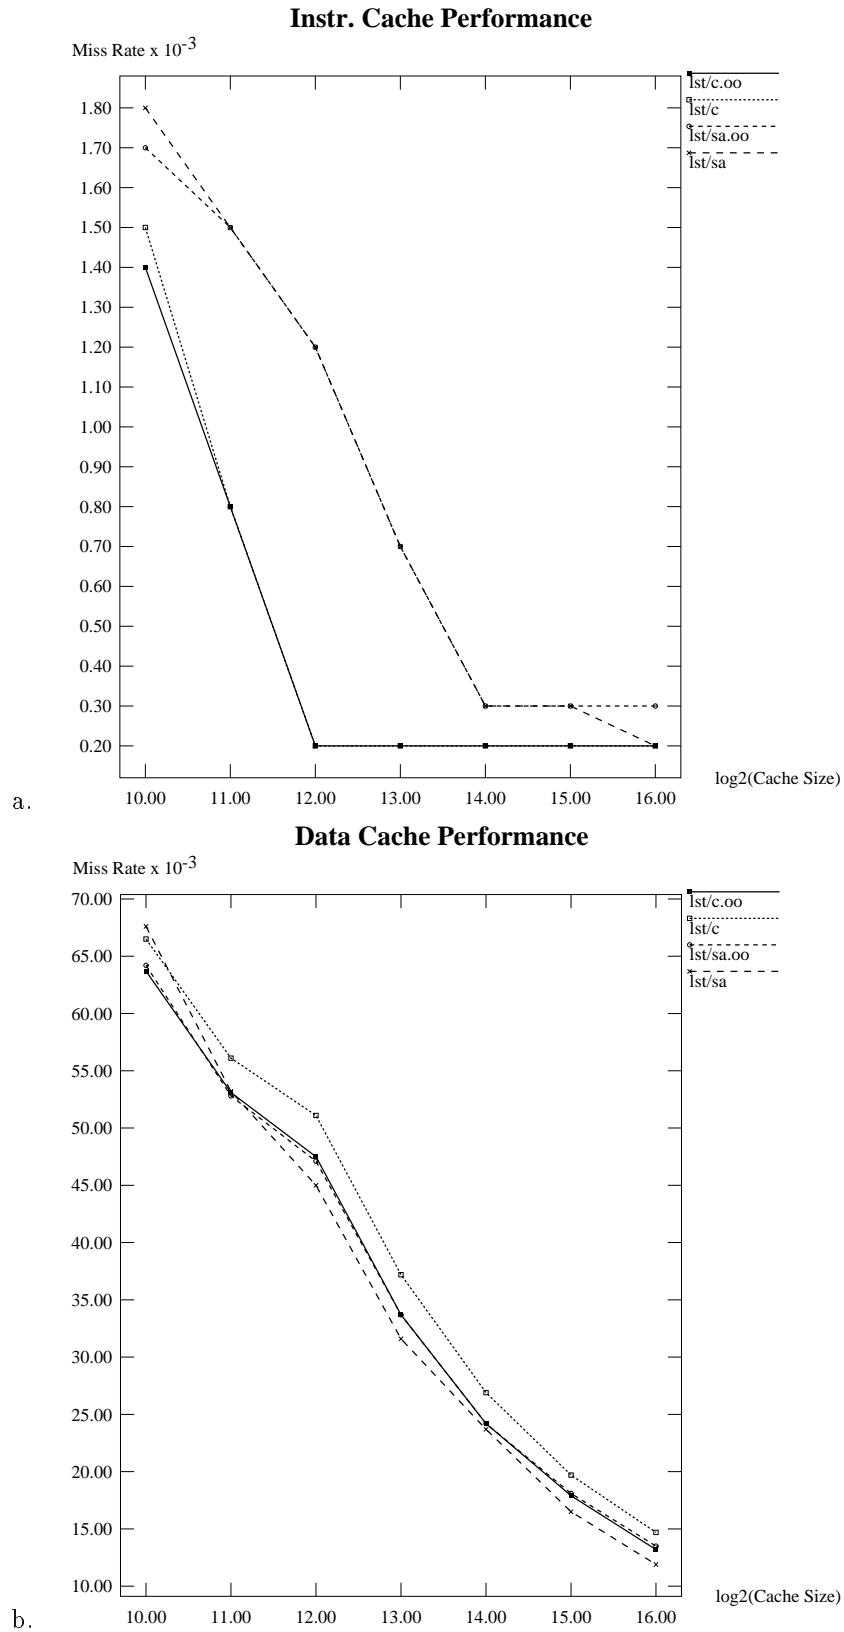 Instr. Cache Performance
Miss Rate x 10-3
lst/c.oo
lst/c
lst/sa.oo
lst/sa
1.80
1.70
1.60
1.50
1.40
1.30
1.20
1.10
1.00
0.90
0.80
0.70
0.60
0.50
0.40
0.30
0.20
log2(Cache Size)
10.00 11.00 12.00 13.00 14.00 15.00 16.00
a.
Data Cache Performance
Miss Rate x 10-3
lst/c.oo
lst/c
lst/sa.oo
lst/sa
70.00
65.00
60.00
55.00
50.00
45.00
40.00
35.00
30.00
25.00
20.00
15.00
10.00
log2(Cache Size)
10.00 11.00 12.00 13.00 14.00 15.00 16.00
b.